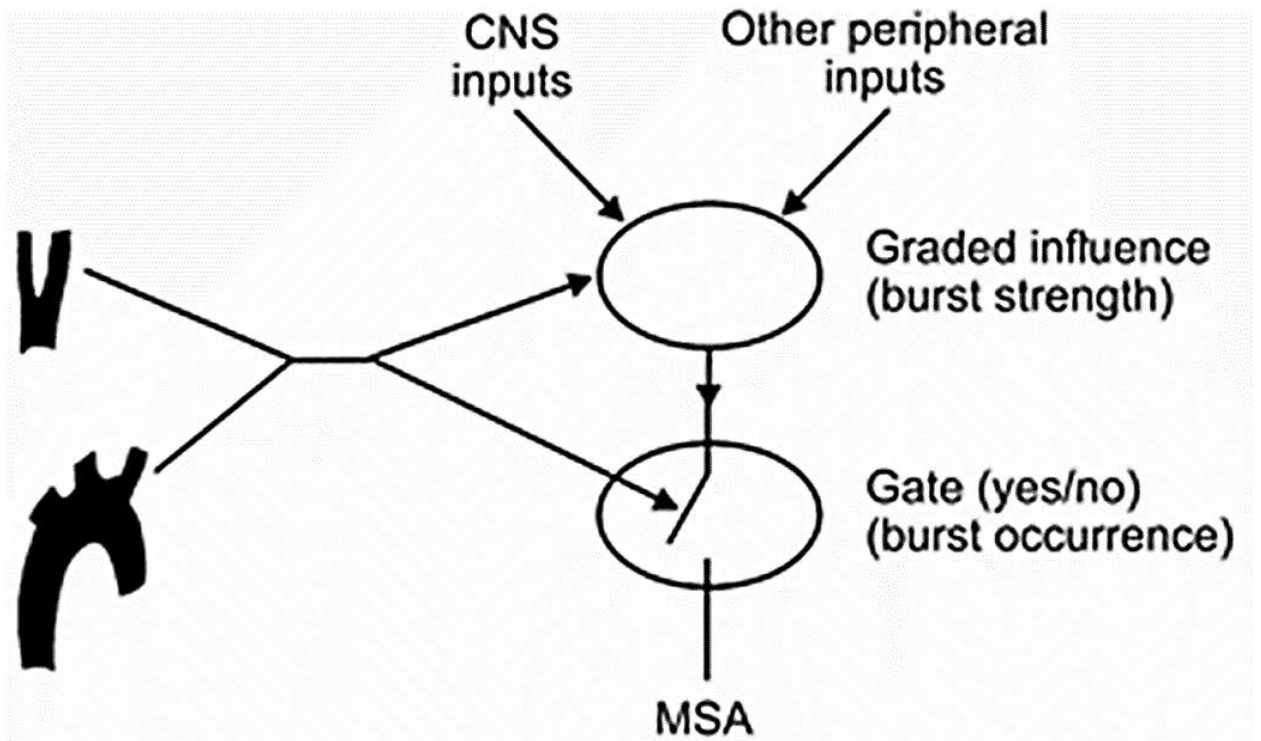 CNS
inputs
Other peripheral
inputs
Graded influence
(burst strength)
Gate (yes/no)
(burst occurrence)
MSA